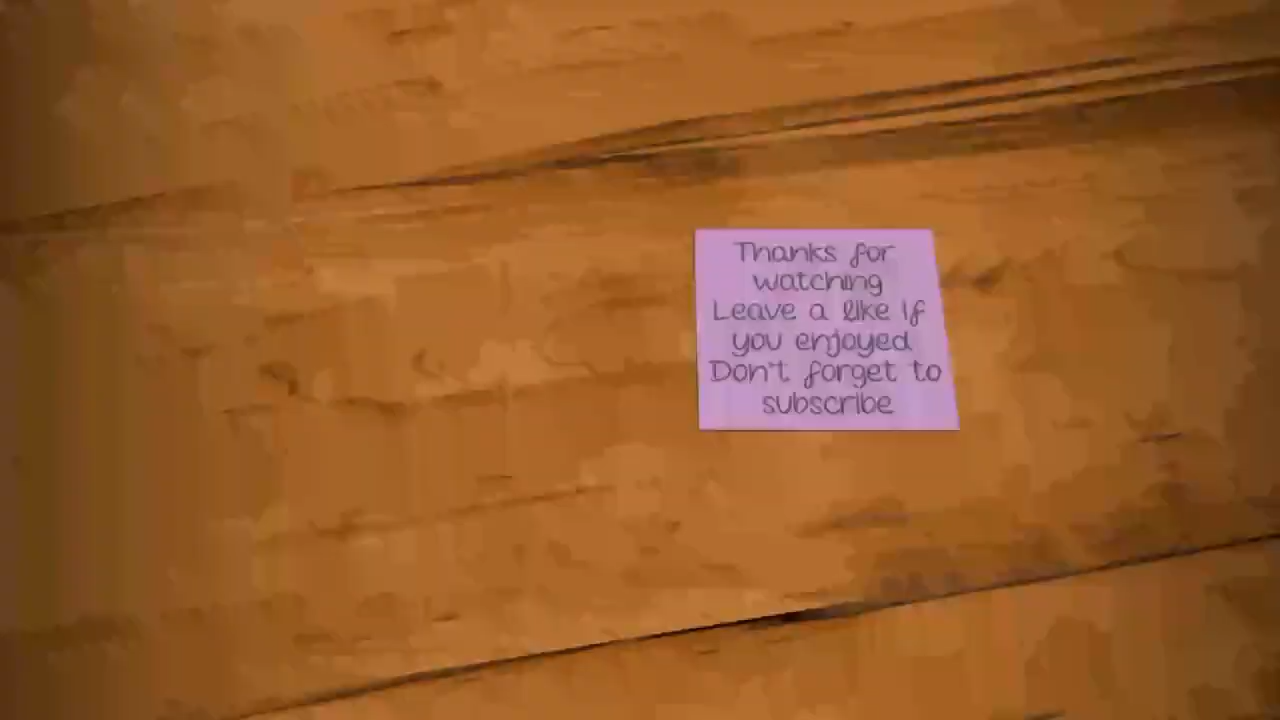 Thanks for
watching
Leave a like if
you enjoyed
Don't forget to
subscribe